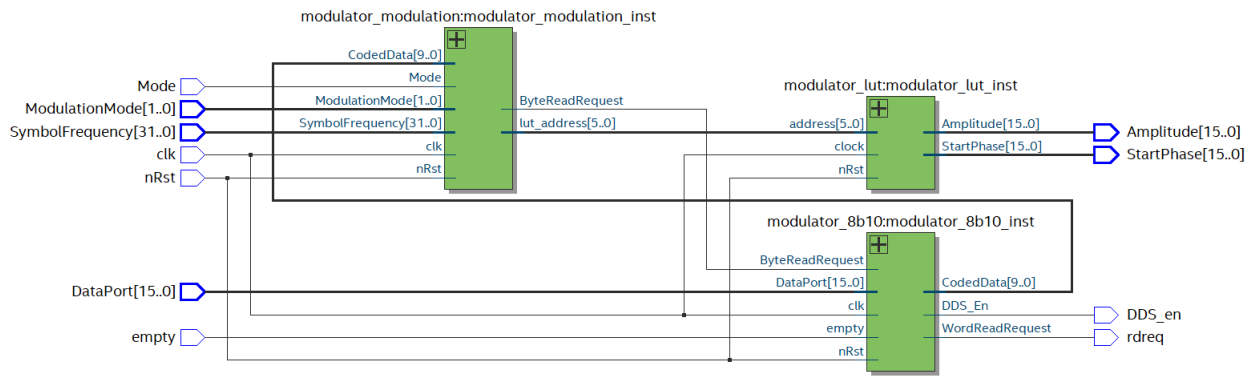 modulator_modulation:modulator_modulation_inst
CodedData[9..0]
Mode
Mode
ModulationMode[1..0]
ModulationMode[1..0]
ByteReadRequest
SymbolFrequency[31..0]
SymbolFrequency[31..0]
lut_address[5..0]
clk
clk
nRst
nRst
modulator_lut:modulator_lut_inst
address[5..0]
Amplitude[15..0]
Amplitude[15..0]
clock
StartPhase[15..0]
StartPhase[15..0]
nRst
modulator_8b10:modulator_8b10_inst
ByteReadRequest
DataPort[15..0]
DataPort[15..0]
CodedData[9..0]
clk
DDS_En
DDS_en
empty
empty
WordReadRequest
rdreq
nRst